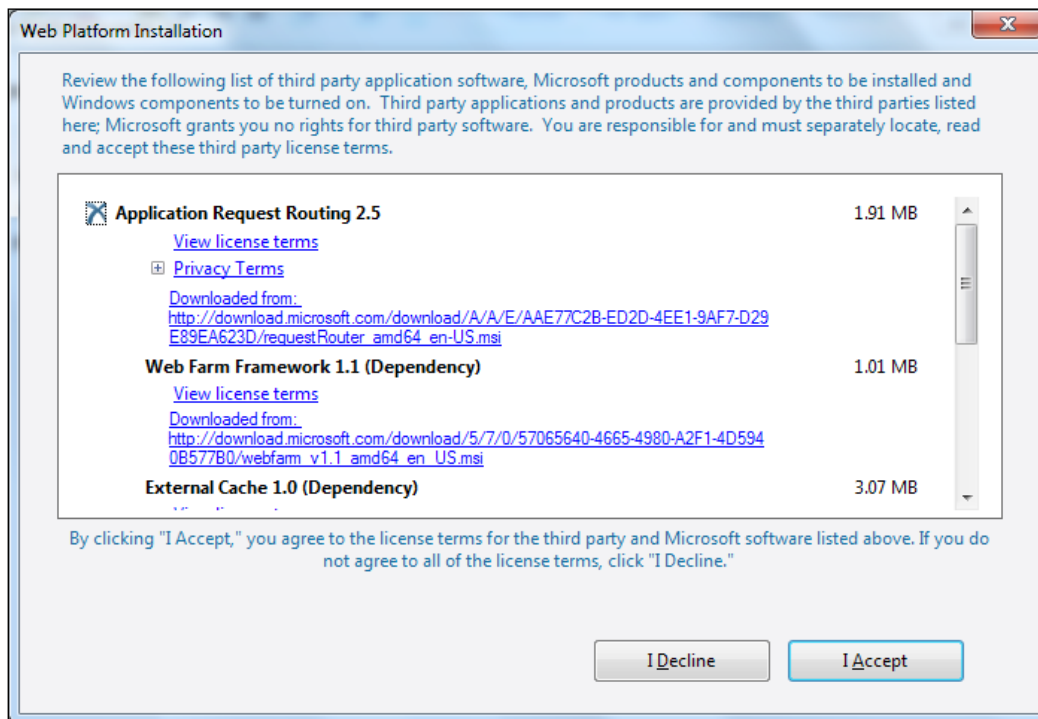 Web Platform Installation
Review the following list of third party application software, Microsoft products and components to be installed and
Windows components to be turned on.  Third party applications and products are provided by the third parties listed
here; Microsoft grants you no rights for third party software.  You are responsible for and must separately locate, read
and accept these third party license terms.
Application Request Routing 2.5 1.91 MB
View license terms
Privacy Terms
Downloaded from:
http://download.microsoft.com/download/A/A/E/AAE77C2B-ED2D-4EE1-9AF7-D29
E89EA623D/requestRouter_amd64_en-US.msi
Web Farm Framework 1.1 (Dependency) 1.01 MB
View license terms
Downloaded from:
http://download.microsoft.com/download/5/7/0/57065640-4665-4980-A2F1-4D594
0B577B0/webfarm_v1.1_amd64_en_US.msi
External Cache 1.0 (Dependency) 3.07 MB
By clicking "I Accept," you agree to the license terms for the third party and Microsoft software listed above. If you do
not agree to all of the license terms, click "I Decline."
I Decline
I Accept